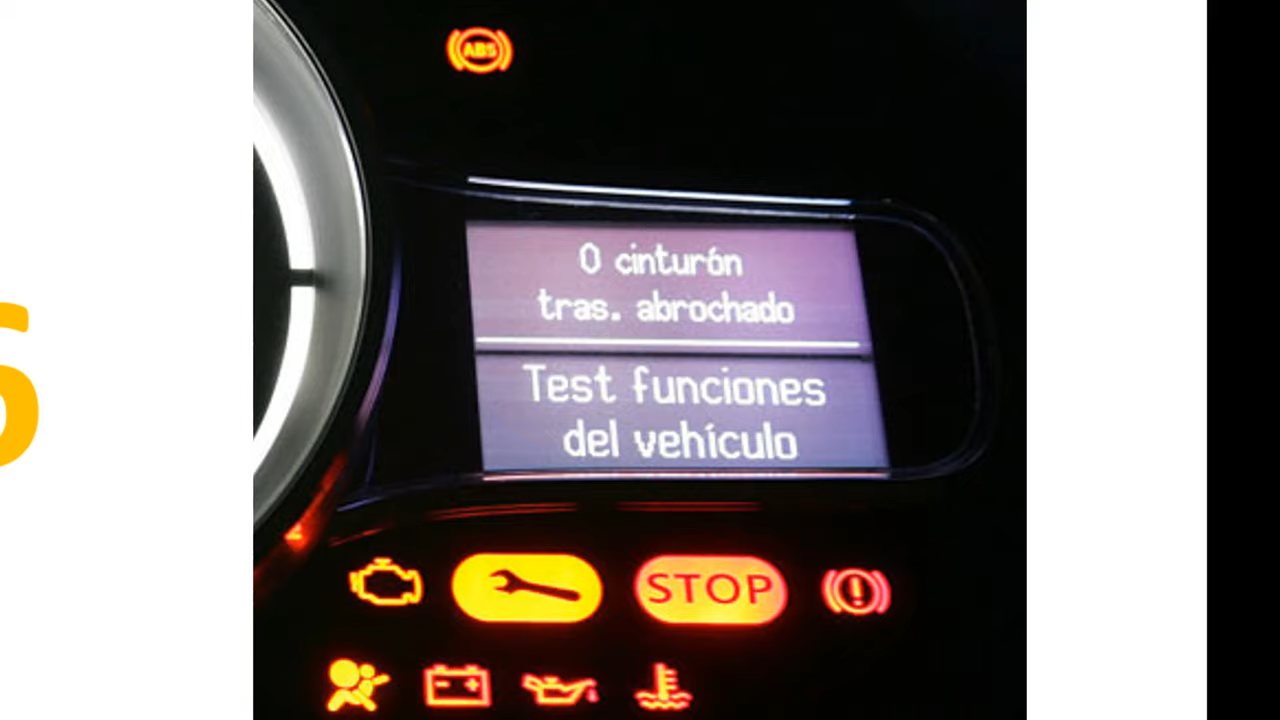 ABS
0 cinturón
tras. abrochado
Test funciones
del vehículo
STOP